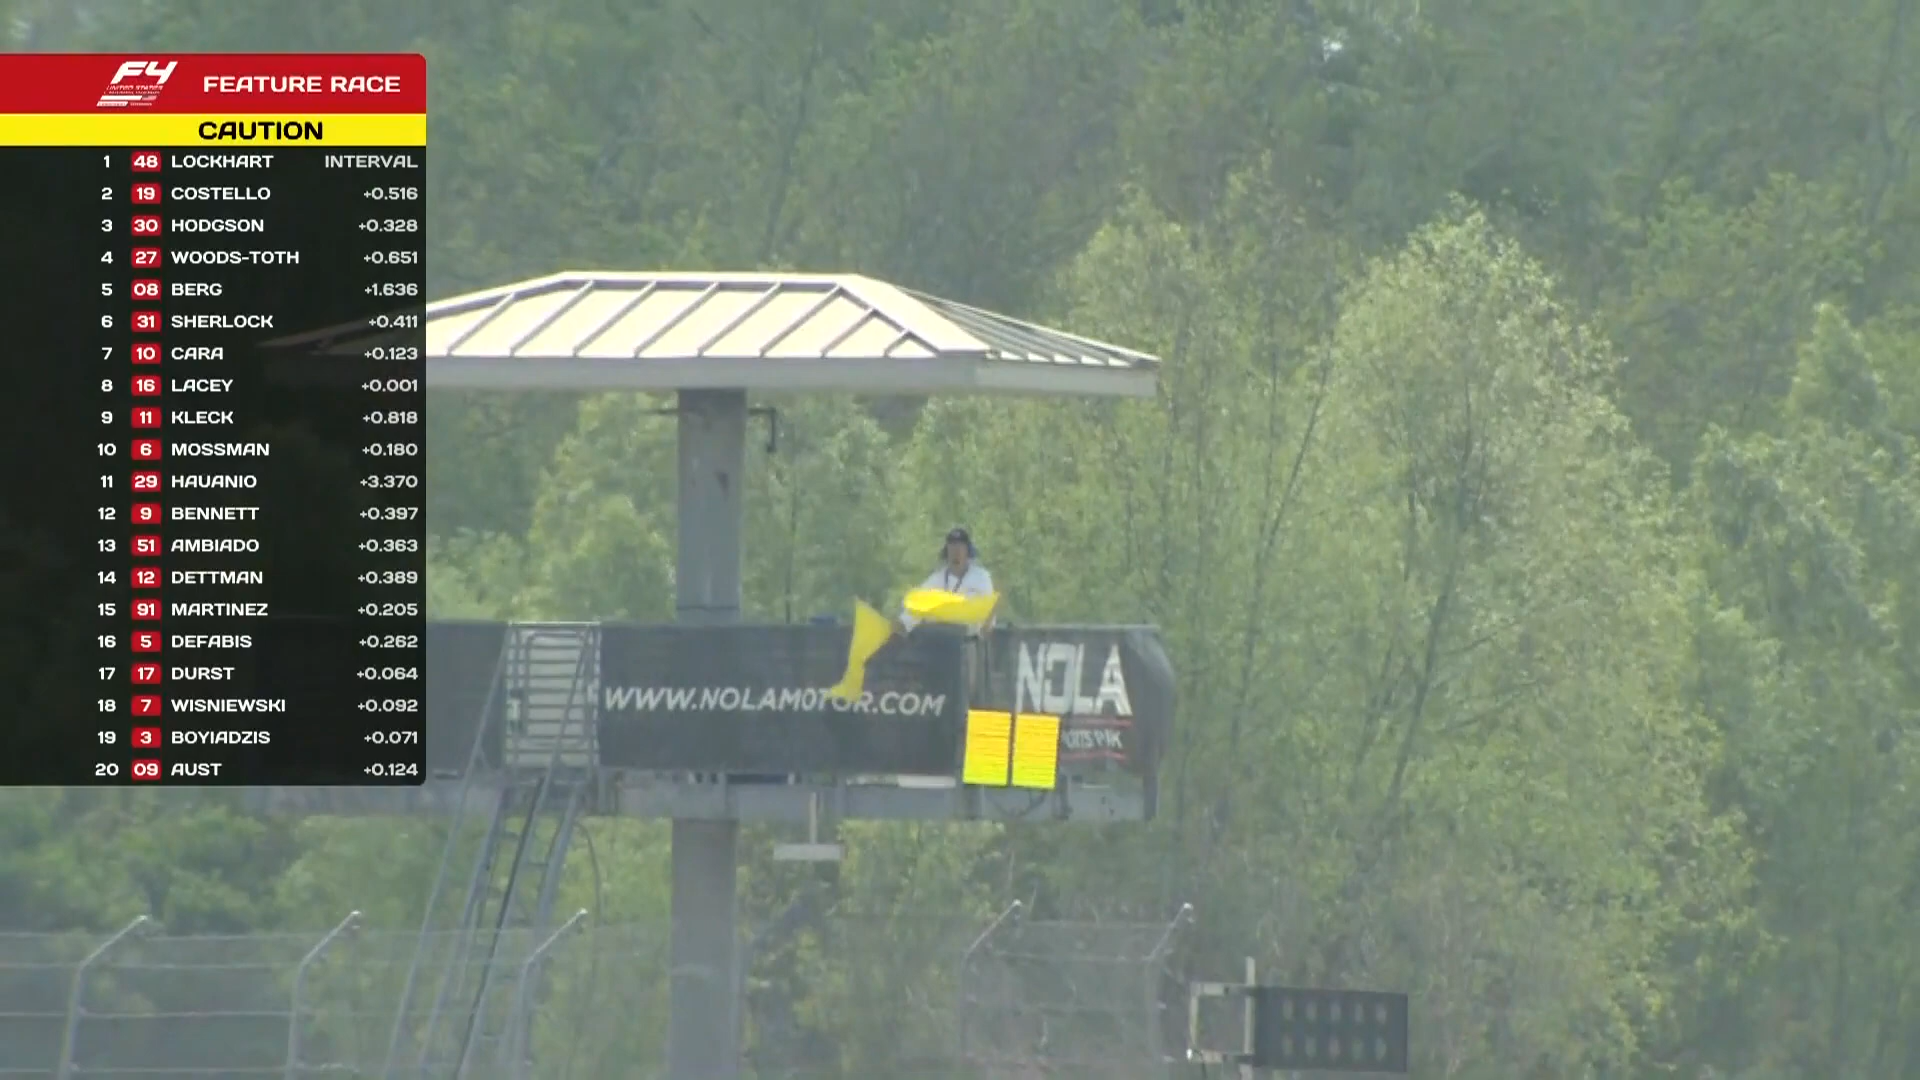 F4
UNITED STATES
FEATURE RACE
CAUTION
1 48 LOCKHART INTERVAL
2 19 COSTELLO +0.516
3 30 HODGSON +0.328
4 27 WOODS-TOTH +0.651
5 08 BERG +1.636
6 31 SHERLOCK +0.411
7 10 CARA +0.123
8 16 LACEY +0.001
9 11 KLECK +0.818
10 6 MOSSMAN +0.180
11 29 HAUANIO +3.370
12 9 BENNETT +0.397
13 51 AMBIADO +0.363
14 12 DETTMAN +0.389
15 91 MARTINEZ +0.205
16 5 DEFABIS +0.262
17 17 DURST +0.064
18 7 WISNIEWSKI +0.092
19 3 BOYIADZIS +0.071
20 09 AUST +0.124
WWW.NOLAMOTOR.COM
NOLA